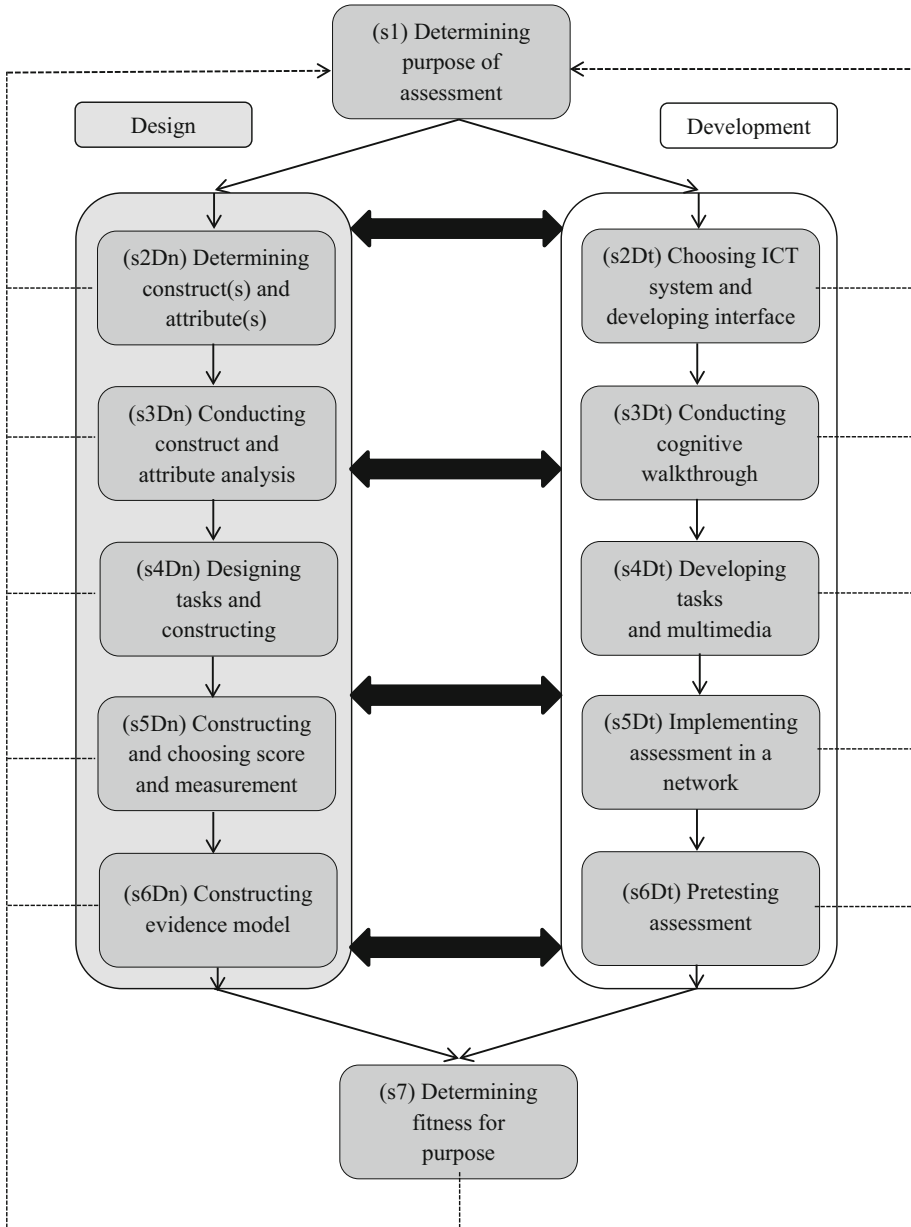 (s1) Determining
purpose of
assessment
Design
Development
(s2Dn) Determining
construct(s) and
attribute(s)
(s3Dn) Conducting
construct and
attribute analysis
(s4Dn) Designing
tasks and
constructing
(s5Dn) Constructing
and choosing score
and measurement
(s6Dn) Constructing
evidence model
(s2Dt) Choosing ICT
system and
developing interface
(s3Dt) Conducting
cognitive
walkthrough
(s4Dt) Developing
tasks
and multimedia
(s5Dt) Implementing
assessment in a
network
(s6Dt) Pretesting
assessment
(s7) Determining
fitness for
purpose